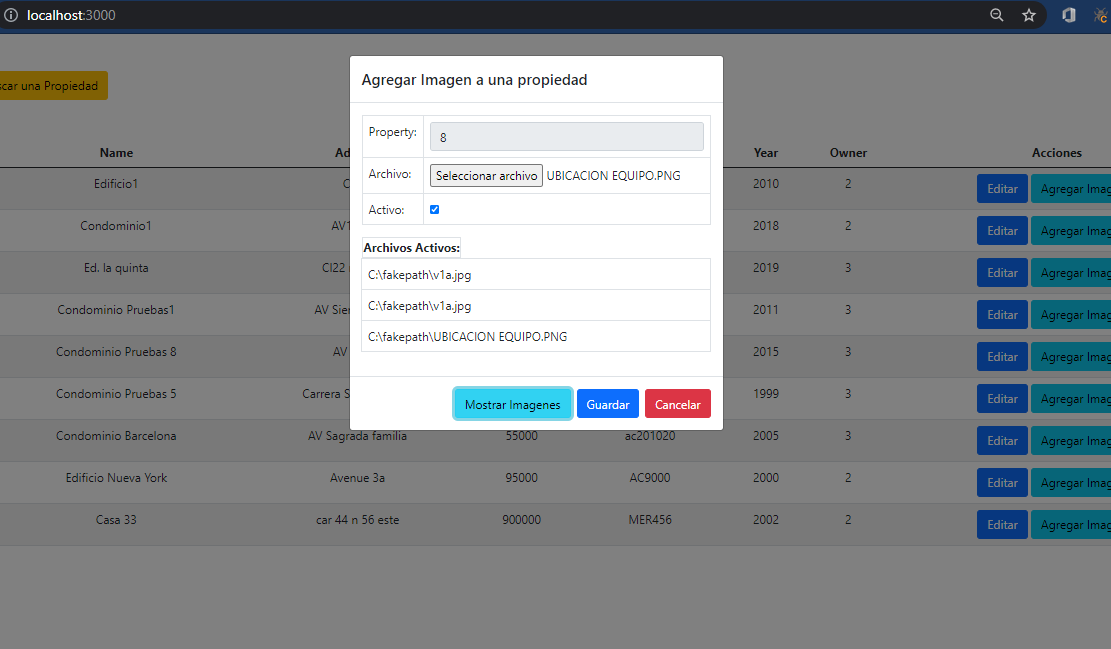 localhost:3000
car una Propiedad
Agregar Imagen a una propiedad
Property: 8
Archivo: Seleccionar archivo UBICACION EQUIPO.PNG
Activo:
Archivos Activos:
C:\fakepath\v1a.jpg
C:\fakepath\v1a.jpg
C:\fakepath\UBICACION EQUIPO.PNG
Mostrar Imagenes Guardar Cancelar
Name Ad Year Owner Acciones
Edificio1 C 2010 2 Editar Agregar Imag
Condominio1 AV1 2018 2 Editar Agregar Imag
Ed. la quinta Cl22 2019 3 Editar Agregar Imag
Condominio Pruebas1 AV Sie 2011 3 Editar Agregar Imag
Condominio Pruebas 8 AV 2015 3 Editar Agregar Imag
Condominio Pruebas 5 Carrera S 1999 3 Editar Agregar Imag
Condominio Barcelona AV Sagrada familia 55000 ac201020 2005 3 Editar Agregar Imag
Edificio Nueva York Avenue 3a 95000 AC9000 2000 2 Editar Agregar Imag
Casa 33 car 44 n 56 este 900000 MER456 2002 2 Editar Agregar Imag